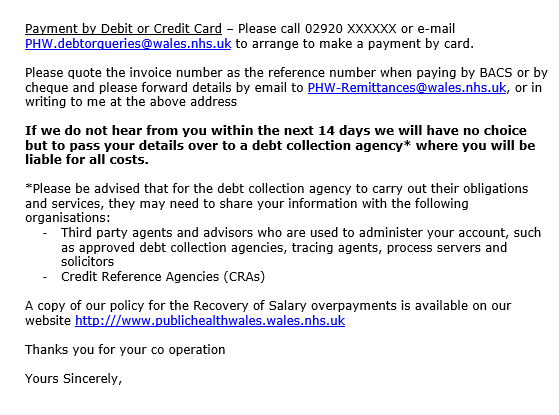 Payment by Debit or Credit Card – Please call 02920 XXXXXX or e-mail
PHW.debtorqueries@wales.nhs.uk to arrange to make a payment by card.
Please quote the invoice number as the reference number when paying by BACS or by
cheque and please forward details by email to PHW-Remittances@wales.nhs.uk, or in
writing to me at the above address
If we do not hear from you within the next 14 days we will have no choice
but to pass your details over to a debt collection agency* where you will be
liable for all costs.
*Please be advised that for the debt collection agency to carry out their obligations
and services, they may need to share your information with the following
organisations:
- Third party agents and advisors who are used to administer your account, such
as approved debt collection agencies, tracing agents, process servers and
solicitors
- Credit Reference Agencies (CRAs)
A copy of our policy for the Recovery of Salary overpayments is available on our
website http:///www.publichealthwales.wales.nhs.uk
Thanks you for your co operation
Yours Sincerely,